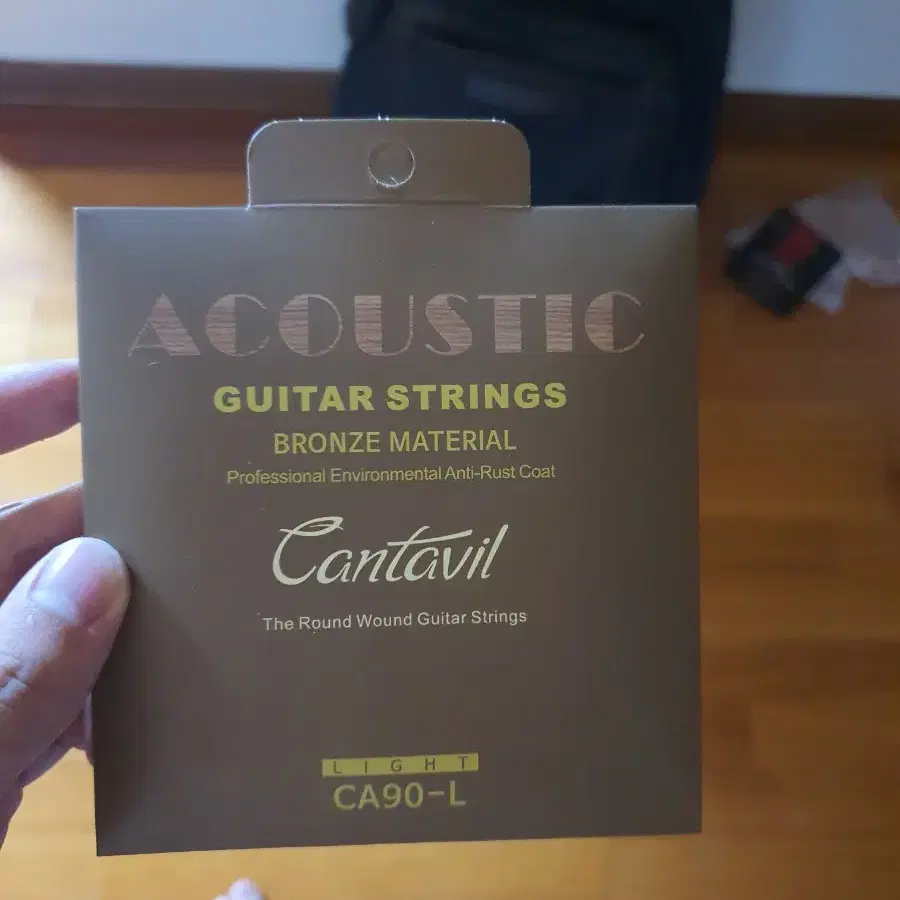 ACOUSTIC
GUITAR STRINGS
BRONZE MATERIAL
Professional Environmental Anti-Rust Coat
Cantavil
The Round Wound Guitar Strings
LIGHT
CA90-L